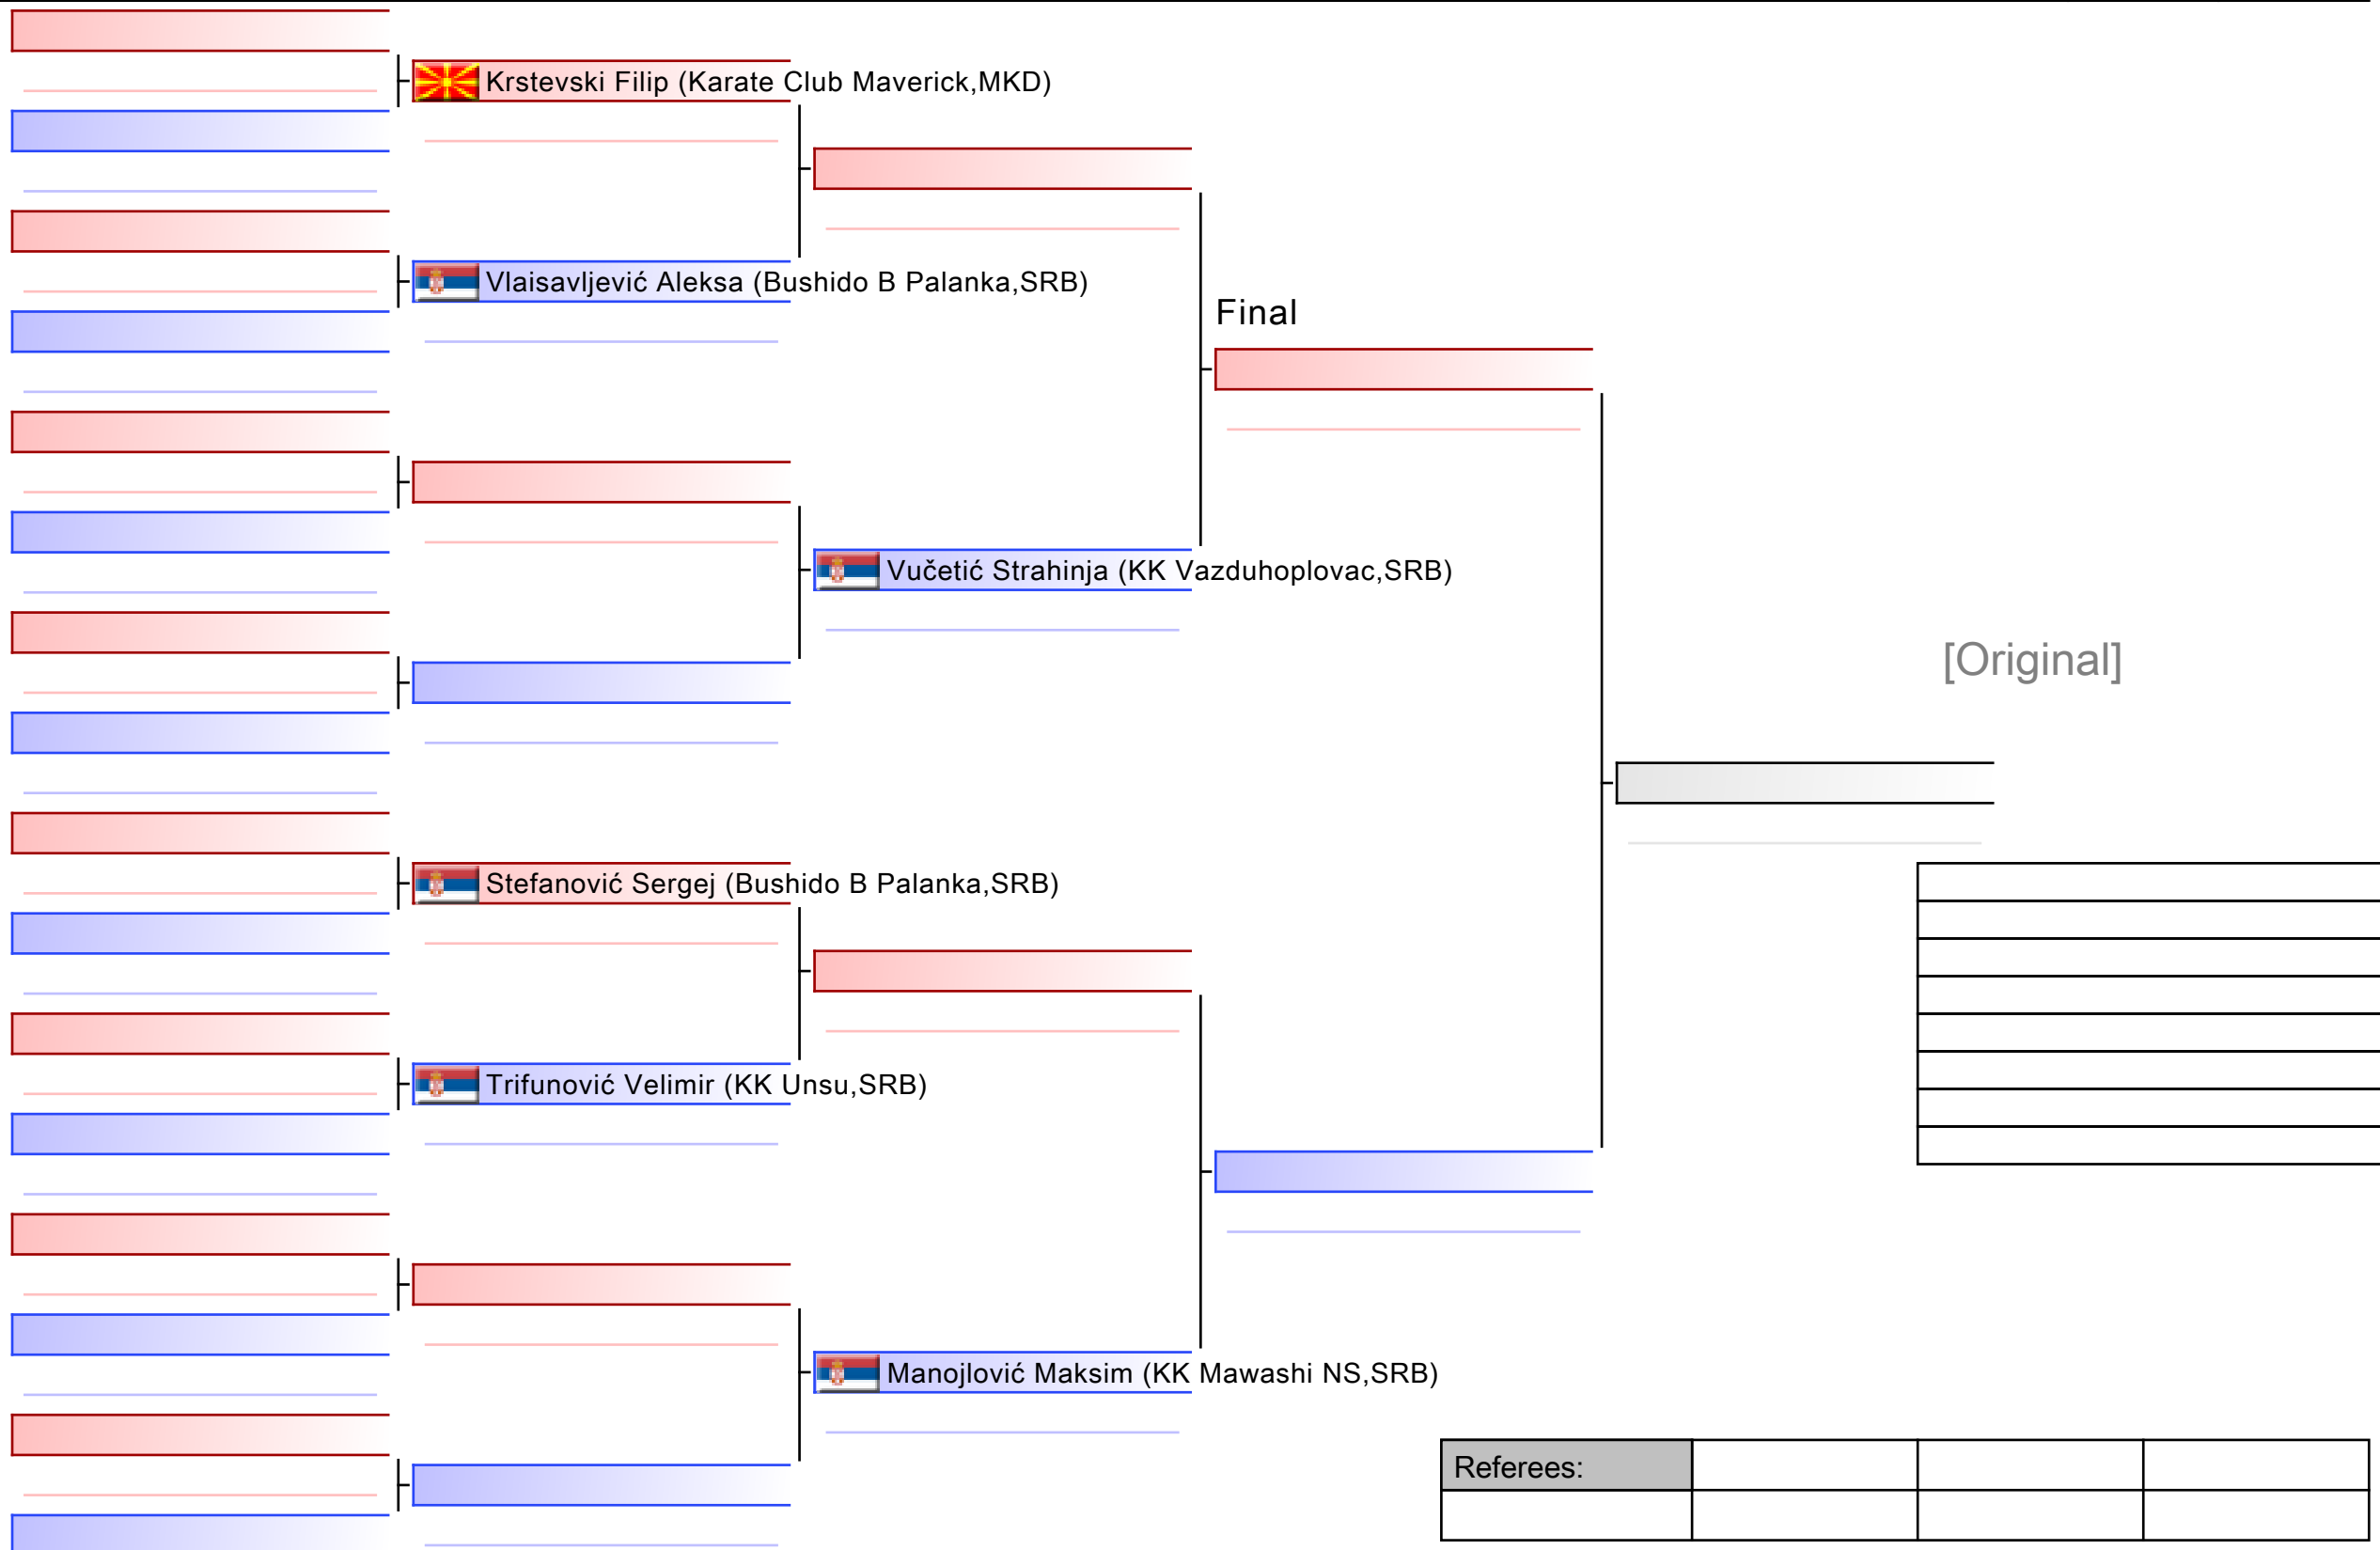 Krstevski Filip (Karate Club Maverick,MKD)
Vlaisavljević Aleksa (Bushido B Palanka,SRB)
Final
Vučetić Strahinja (KK Vazduhoplovac,SRB)
[Original]
Stefanović Sergej (Bushido B Palanka,SRB)
Trifunović Velimir (KK Unsu,SRB)
Manojlović Maksim (KK Mawashi NS,SRB)
Referees: